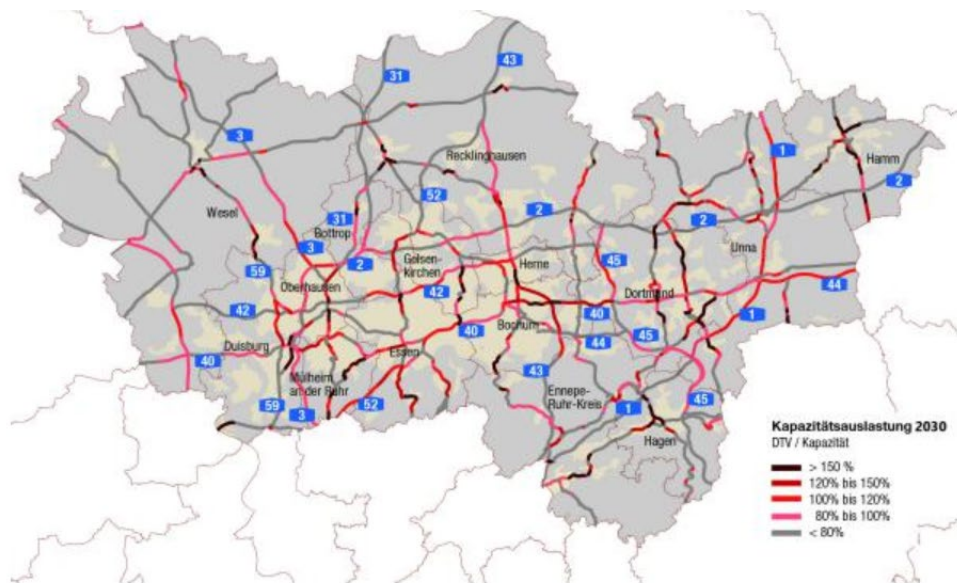 43
31
3
1
Recklinghausen
Hamm
52
2
Wesel
31
2
2
Bottrop
Unna
3
Gelsen-
kirchen
2
Herne
45
59
Oberhausen
44
42
42
Dortmund
40
1
Bochum
40
45
Duisburg
44
40
Essen
43
Mülheim
an der Ruhr
Ennepe-
Ruhr-Kreis
59
3
52
1
45
Hagen
Kapazitätsauslastung 2030
DTV / Kapazität
> 150 %
120% bis 150%
100% bis 120%
80% bis 100%
< 80%